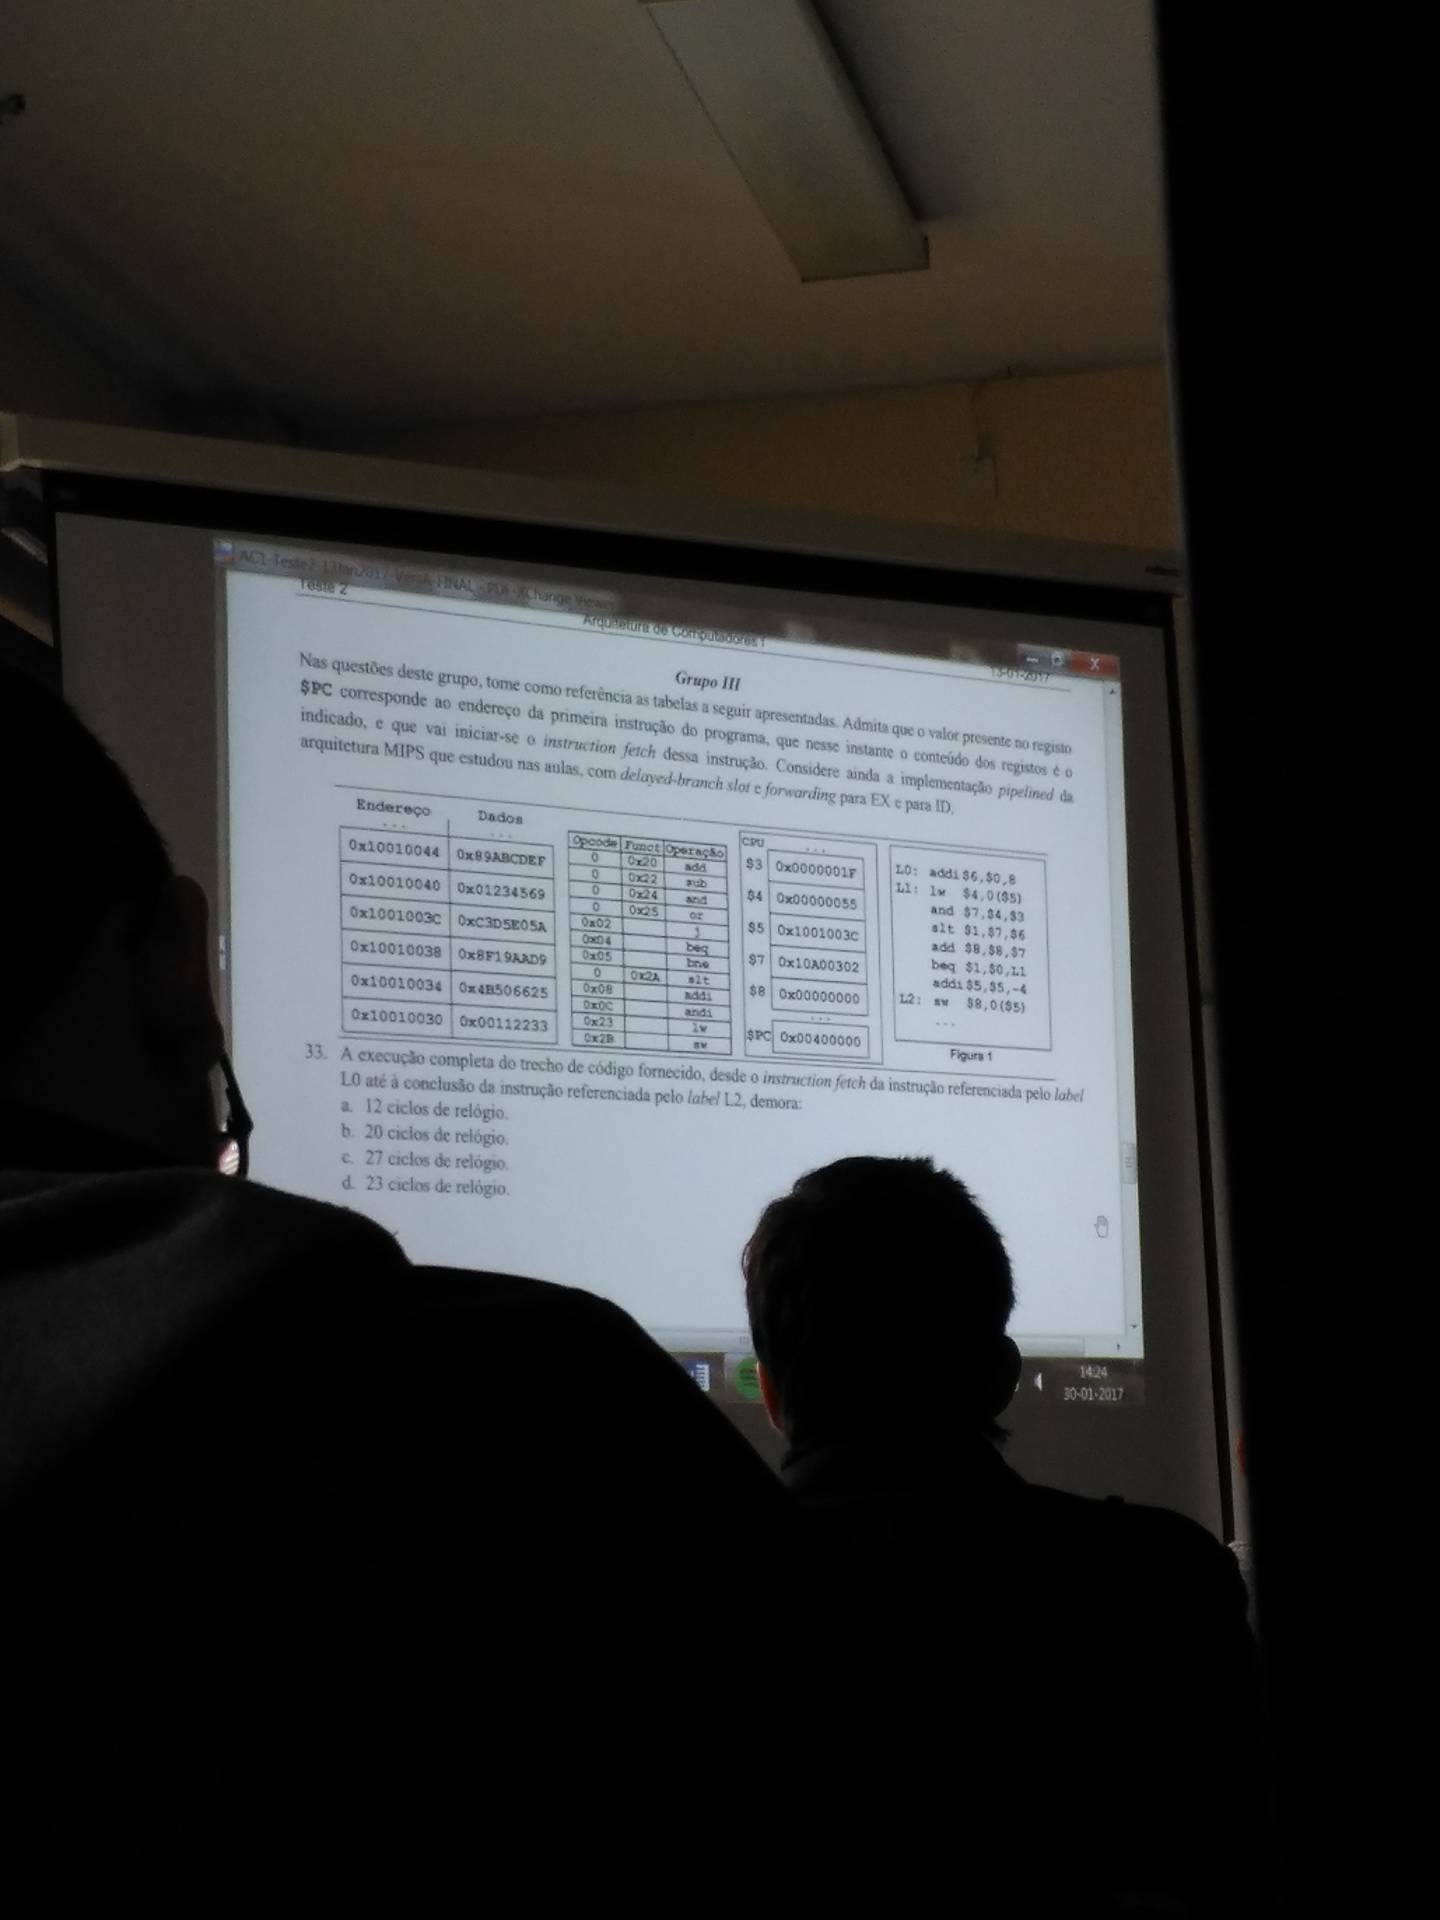 AC1-Teste2-13Jan2017-VersA-FINAL - PDF-XChange Viewer
Teste 2
Arquitetura de Computadores I
13-01-2017
Grupo III
Nas questões deste grupo, tome como referência as tabelas a seguir apresentadas. Admita que o valor presente no registo
$PC corresponde ao endereço da primeira instrução do programa, que nesse instante o conteúdo dos registos é o
indicado, e que vai iniciar-se o instruction fetch dessa instrução. Considere ainda a implementação pipelined da
arquitetura MIPS que estudou nas aulas, com delayed-branch slot e forwarding para EX e para ID.
Endereço Dados
... ...
0x10010044 0x89ABCDEF
0x10010040 0x01234569
0x1001003C 0xC3D5E05A
0x10010038 0x8F19AAD9
0x10010034 0x4B506625
0x10010030 0x00112233
Opcode Funct Operação
0 0x20 add
0 0x22 sub
0 0x24 and
0 0x25 or
0x02 j
0x04 beq
0x05 bne
0 0x2A slt
0x08 addi
0x0C andi
0x23 lw
0x2B sw
CPU
...
$3 0x0000001F
$4 0x00000055
$5 0x1001003C
$7 0x10A00302
$8 0x00000000
...
$PC 0x00400000
L0: addi $6,$0,8
L1: lw $4,0($5)
and $7,$4,$3
slt $1,$7,$6
add $8,$8,$7
beq $1,$0,L1
addi $5,$5,-4
L2: sw $8,0($5)
...
Figura 1
33. A execução completa do trecho de código fornecido, desde o instruction fetch da instrução referenciada pelo label
L0 até à conclusão da instrução referenciada pelo label L2, demora:
a. 12 ciclos de relógio.
b. 20 ciclos de relógio.
c. 27 ciclos de relógio.
d. 23 ciclos de relógio.
14:24
30-01-2017